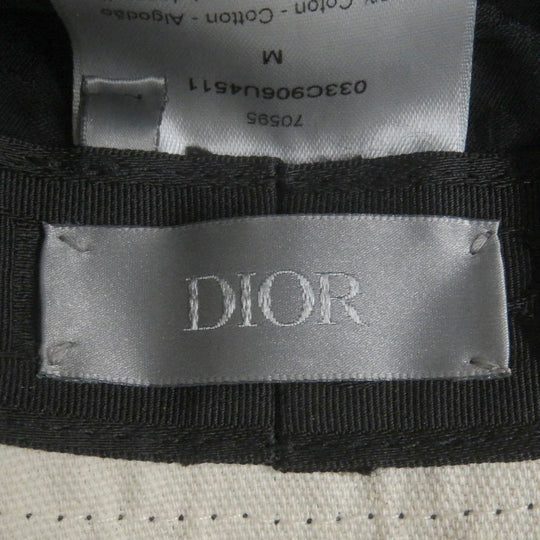 70595
033C906U4511
M
Coton - Cotton - Algodão
DIOR